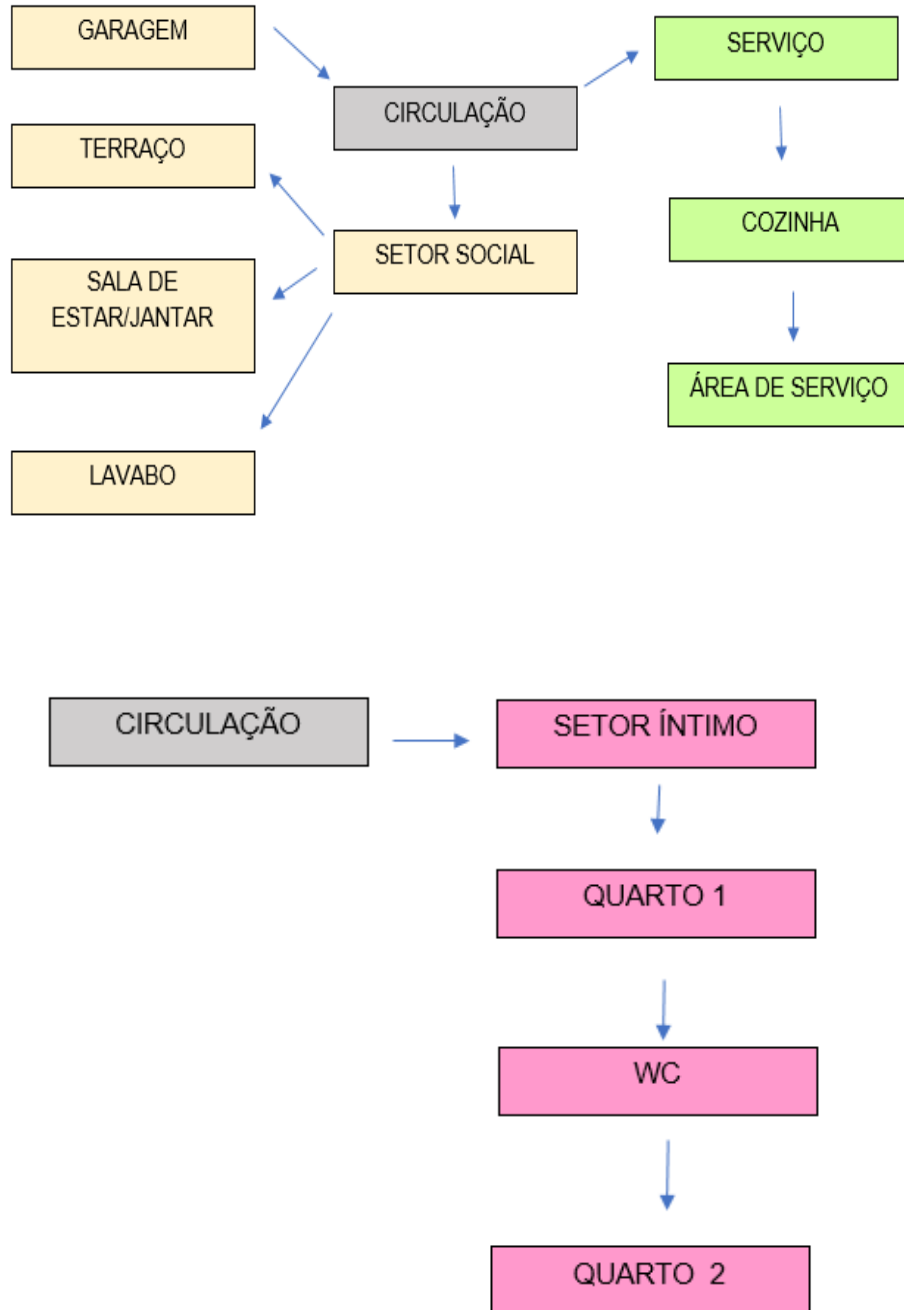 GARAGEM
SERVIÇO
CIRCULAÇÃO
TERRAÇO
COZINHA
SETOR SOCIAL
SALA DE
ESTAR/JANTAR
ÁREA DE SERVIÇO
LAVABO
CIRCULAÇÃO
SETOR ÍNTIMO
QUARTO 1
WC
QUARTO 2